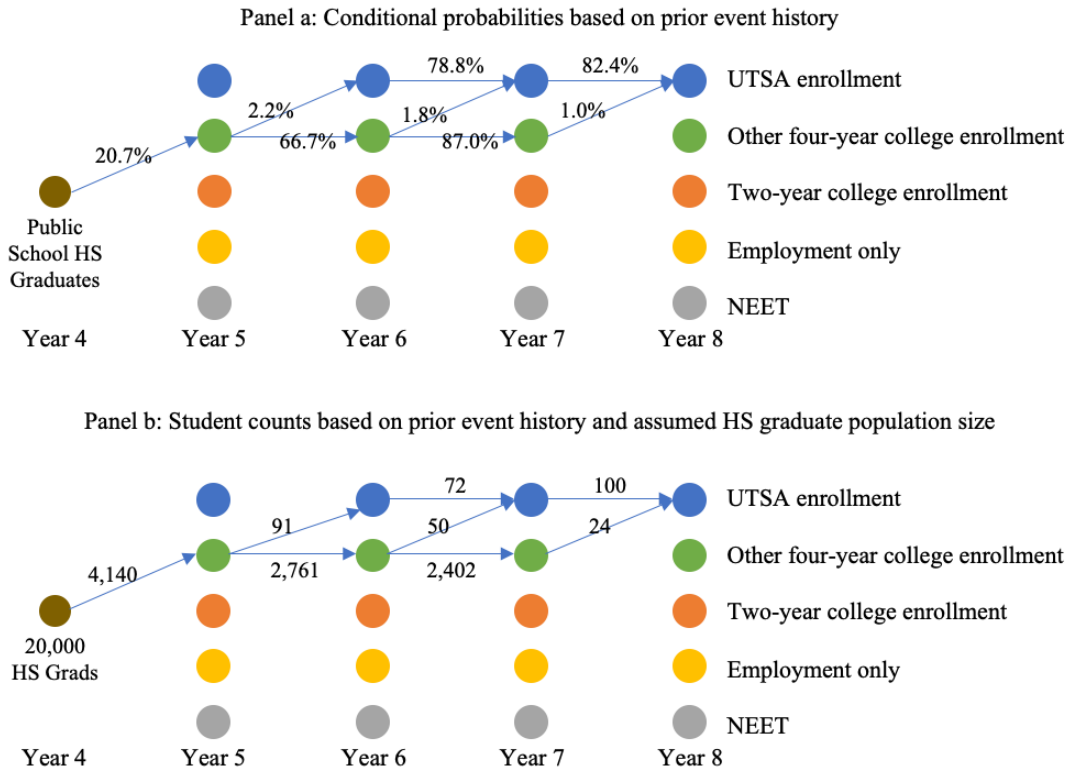 Panel a: Conditional probabilities based on prior event history
78.8%
82.4%
UTSA enrollment
2.2%
1.8%
1.0%
Other four-year college enrollment
66.7%
87.0%
20.7%
Two-year college enrollment
Public
School HS
Graduates
Employment only
NEET
Year 4
Year 5
Year 6
Year 7
Year 8
Panel b: Student counts based on prior event history and assumed HS graduate population size
72
100
UTSA enrollment
91
50
24
Other four-year college enrollment
4,140
2,761
2,402
Two-year college enrollment
20,000
HS Grads
Employment only
NEET
Year 4
Year 5
Year 6
Year 7
Year 8